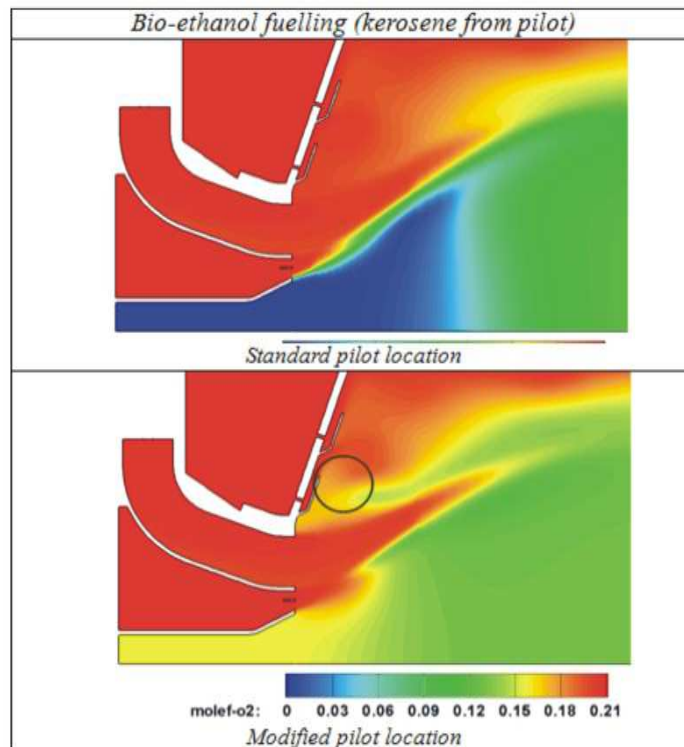 Bio-ethanol fuelling (kerosene from pilot)
Standard pilot location
molef-o2: 0 0.03 0.06 0.09 0.12 0.15 0.18 0.21
Modified pilot location